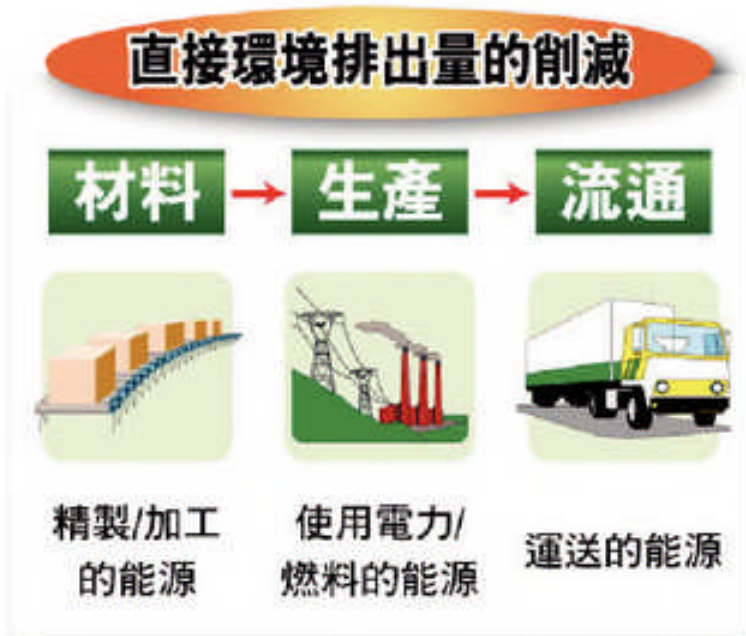 直接環境排出量的削減
材料 → 生產 → 流通
精製/加工
的能源
使用電力/
燃料的能源
運送的能源